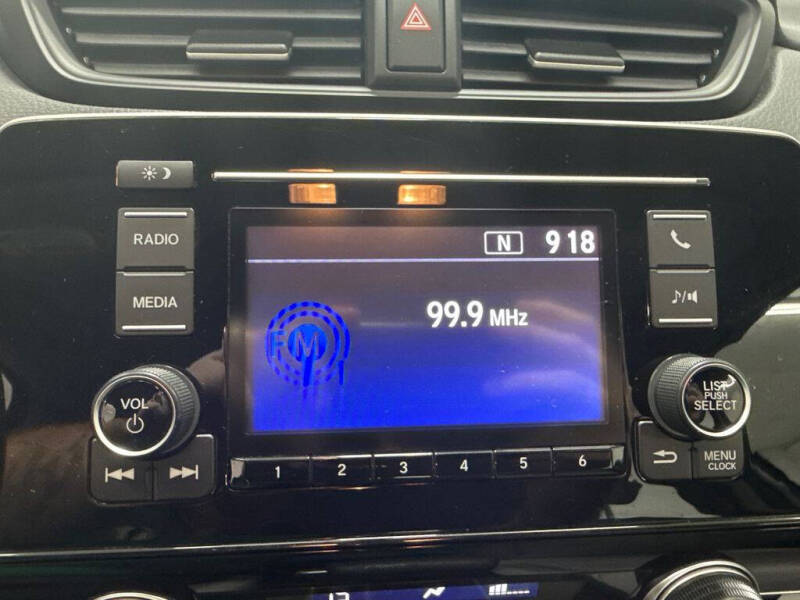 N 918
RADIO
MEDIA
99.9 MHz
FM
VOL
LIST
PUSH
SELECT
1 2 3 4 5 6
MENU
CLOCK